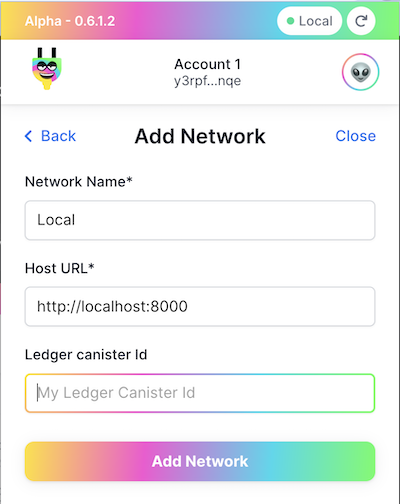 Alpha - 0.6.1.2
Local
Account 1
y3rpf...nqe
Back
Add Network
Close
Network Name*
Local
Host URL*
http://localhost:8000
Ledger canister Id
My Ledger Canister Id
Add Network